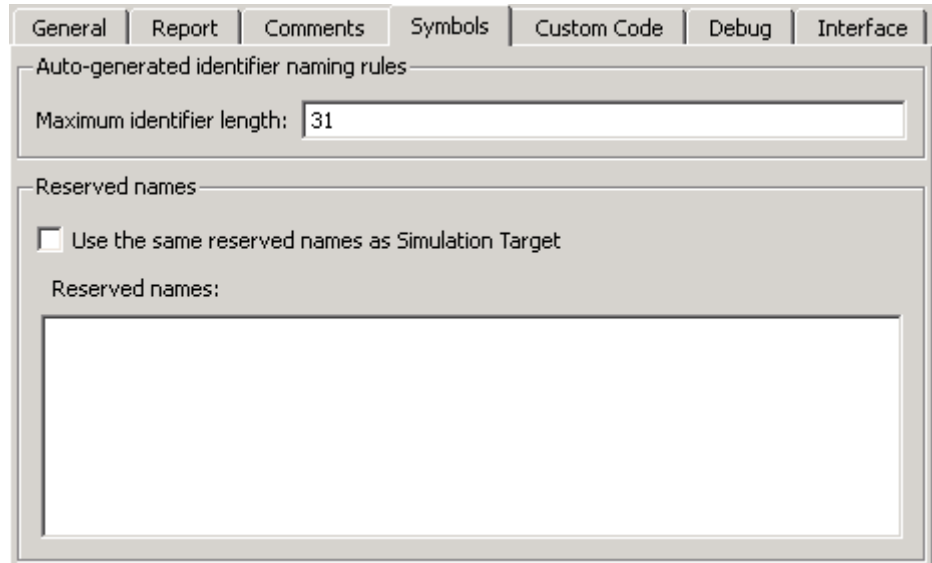 General Report Comments Symbols Custom Code Debug Interface
Auto-generated identifier naming rules
Maximum identifier length: 31
Reserved names
Use the same reserved names as Simulation Target
Reserved names: